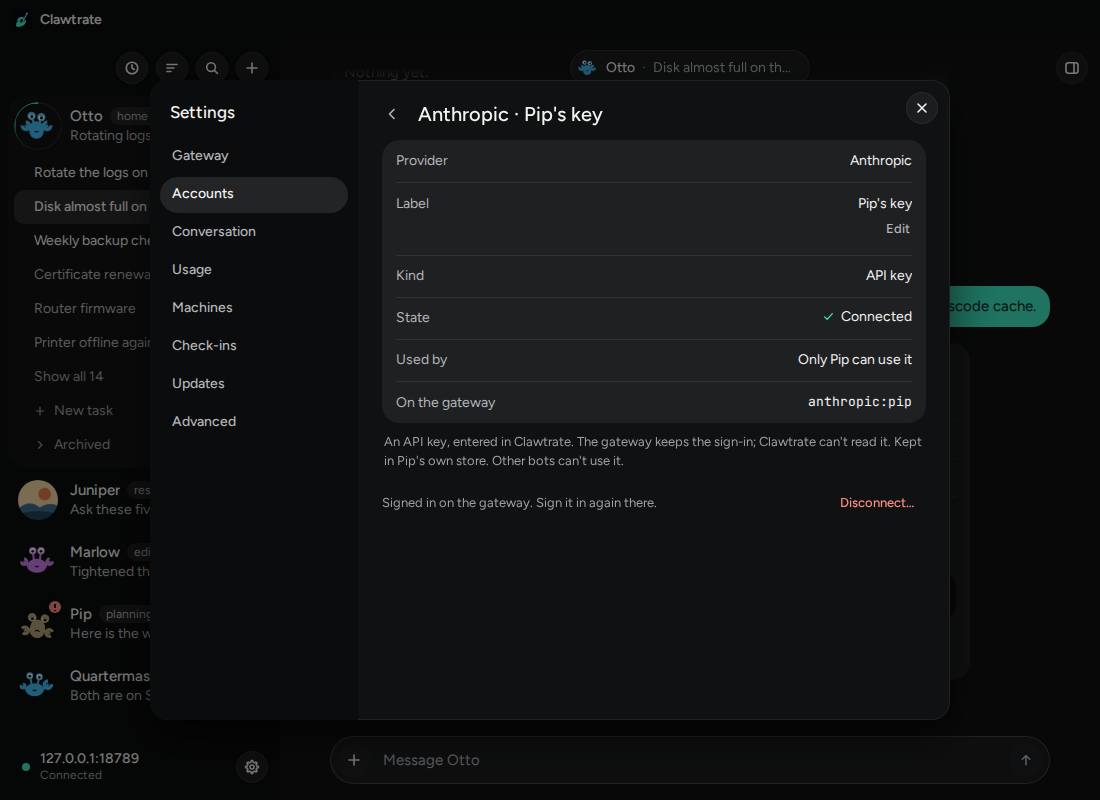 Clawtrate
Nothing yet.
Otto · Disk almost full on th...
Otto home
Rotating logs
Rotate the logs on
Disk almost full on
Weekly backup che
Certificate renewa
Router firmware
Printer offline again
Show all 14
+ New task
Archived
Juniper res
Ask these fiv
Marlow edi
Tightened th
Pip planning
Here is the w
Quartermas
Both are on S
127.0.0.1:18789
Connected
Settings
Gateway
Accounts
Conversation
Usage
Machines
Check-ins
Updates
Advanced
Anthropic · Pip's key
Provider Anthropic
Label Pip's key
Edit
Kind API key
State Connected
Used by Only Pip can use it
On the gateway anthropic:pip
An API key, entered in Clawtrate. The gateway keeps the sign-in; Clawtrate can't read it. Kept
in Pip's own store. Other bots can't use it.
Signed in on the gateway. Sign it in again there. Disconnect...
scode cache.
Message Otto